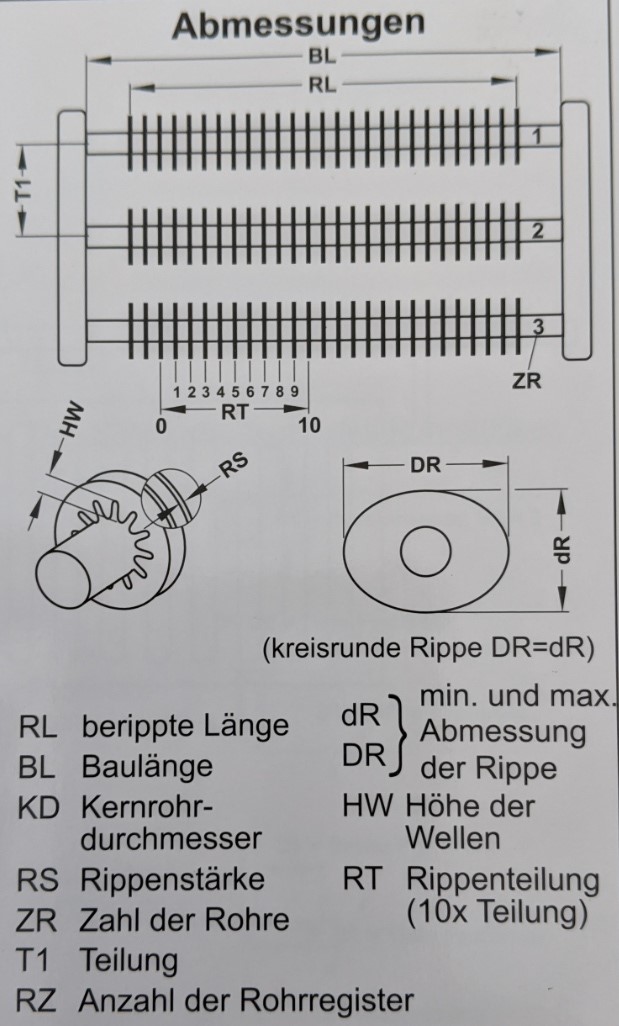 Abmessungen
BL
RL
1
T1
2
3
ZR
1 2 3 4 5 6 7 8 9
RT
0 10
HW
RS
DR
dR
(kreisrunde Rippe DR=dR)
RL berippte Länge
BL Baulänge
KD Kernrohr-
durchmesser
RS Rippenstärke
ZR Zahl der Rohre
T1 Teilung
RZ Anzahl der Rohrregister
dR
DR
min. und max.
Abmessung
der Rippe
HW Höhe der
Wellen
RT Rippenteilung
(10x Teilung)